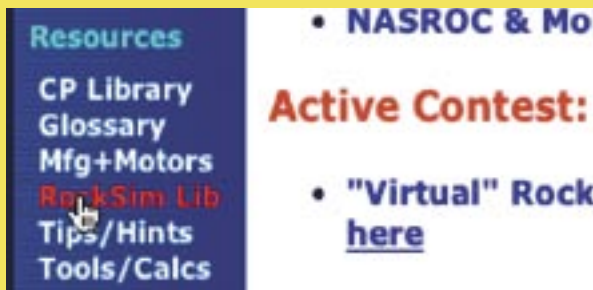 Resources
CP Library
Glossary
Mfg+Motors
RockSim Lib
Tips/Hints
Tools/Calcs
• NASROC & Mo
Active Contest:
• "Virtual" Rock
here